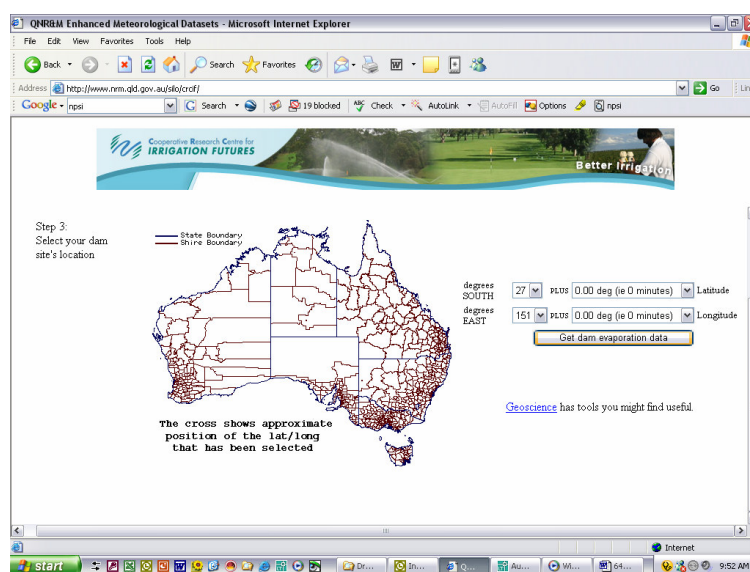 QNR&M Enhanced Meteorological Datasets - Microsoft Internet Explorer
File Edit View Favorites Tools Help
Back Search Favorites
Address http://www.nrm.qld.gov.au/silo/crcif/ Go
Google npsi Search 19 blocked Check AutoLink AutoFill Options npsi
Cooperative Research Centre for
IRRIGATION FUTURES
Better Irrigation
Step 3:
Select your dam
site's location
State Boundary
Shire Boundary
degrees
SOUTH 27 PLUS 0.00 deg (ie 0 minutes) Latitude
degrees
EAST 151 PLUS 0.00 deg (ie 0 minutes) Longitude
Get dam evaporation data
Geoscience has tools you might find useful.
The cross shows approximate
position of the lat/long
that has been selected
Internet
start Dr... In... Q... Au... Wi... 64... 9:52 AM